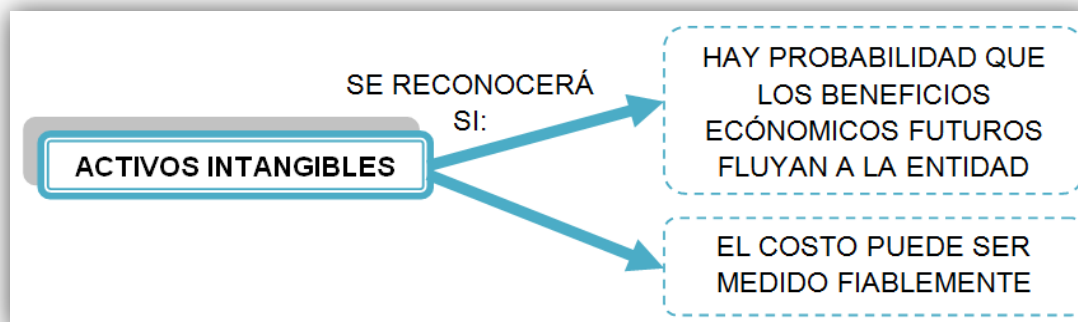 ACTIVOS INTANGIBLES
SE RECONOCERÁ
SI:
HAY PROBABILIDAD QUE
LOS BENEFICIOS
ECÓNOMICOS FUTUROS
FLUYAN A LA ENTIDAD
EL COSTO PUEDE SER
MEDIDO FIABLEMENTE